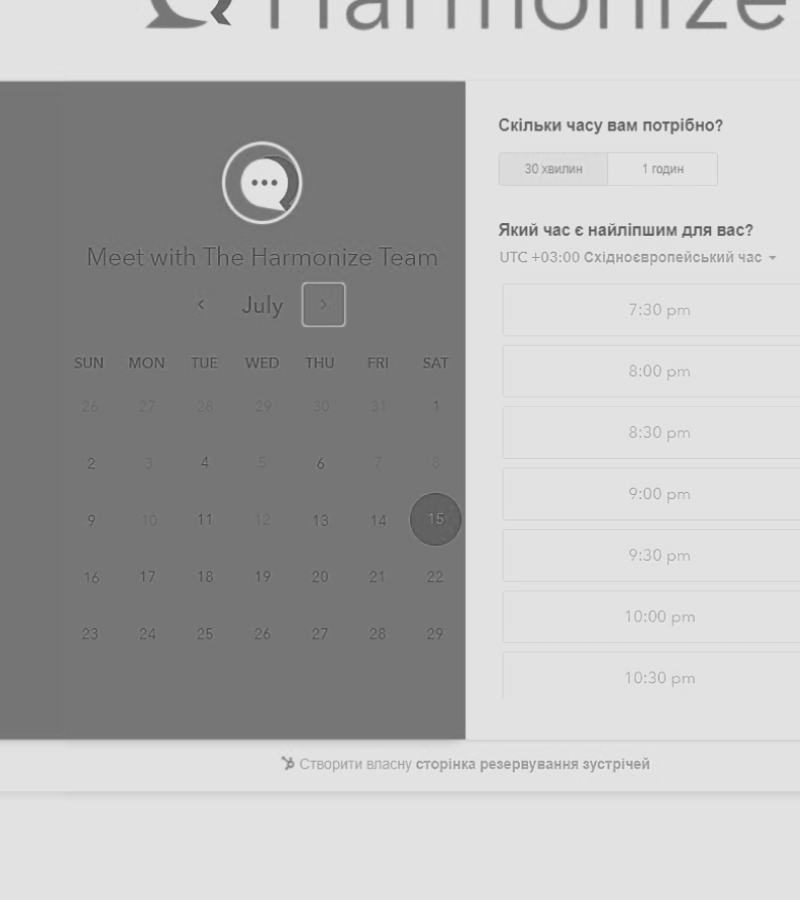 Harmonize
Meet with The Harmonize Team
July
SUN MON TUE WED THU FRI SAT
26 27 28 29 30 31 1
2 3 4 5 6 7 8
9 10 11 12 13 14 15
16 17 18 19 20 21 22
23 24 25 26 27 28 29
Скільки часу вам потрібно?
30 хвилин 1 годин
Який час є найліпшим для вас?
UTC +03:00 Східноєвропейський час
7:30 pm
8:00 pm
8:30 pm
9:00 pm
9:30 pm
10:00 pm
10:30 pm
Створити власну сторінка резервування зустрічей